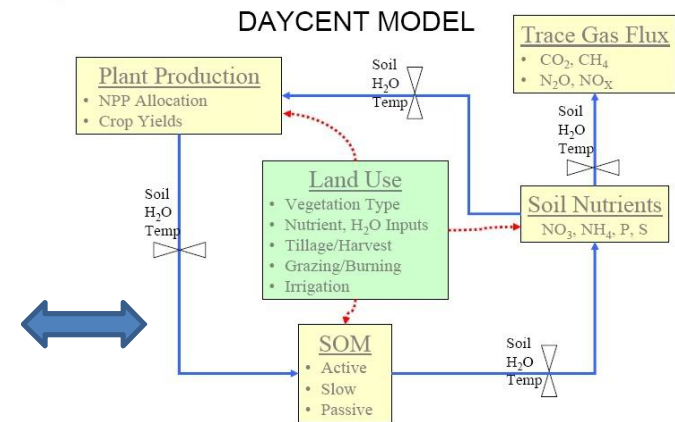 DAYCENT MODEL
Trace Gas Flux
• CO₂, CH₄
• N₂O, NOX
Soil
H₂O
Temp
Plant Production
• NPP Allocation
• Crop Yields
Soil
H₂O
Temp
Land Use
• Vegetation Type
• Nutrient, H₂O Inputs
• Tillage/Harvest
• Grazing/Burning
• Irrigation
Soil Nutrients
NO₃, NH₄, P, S
Soil
H₂O
Temp
SOM
• Active
• Slow
• Passive
Soil
H₂O
Temp